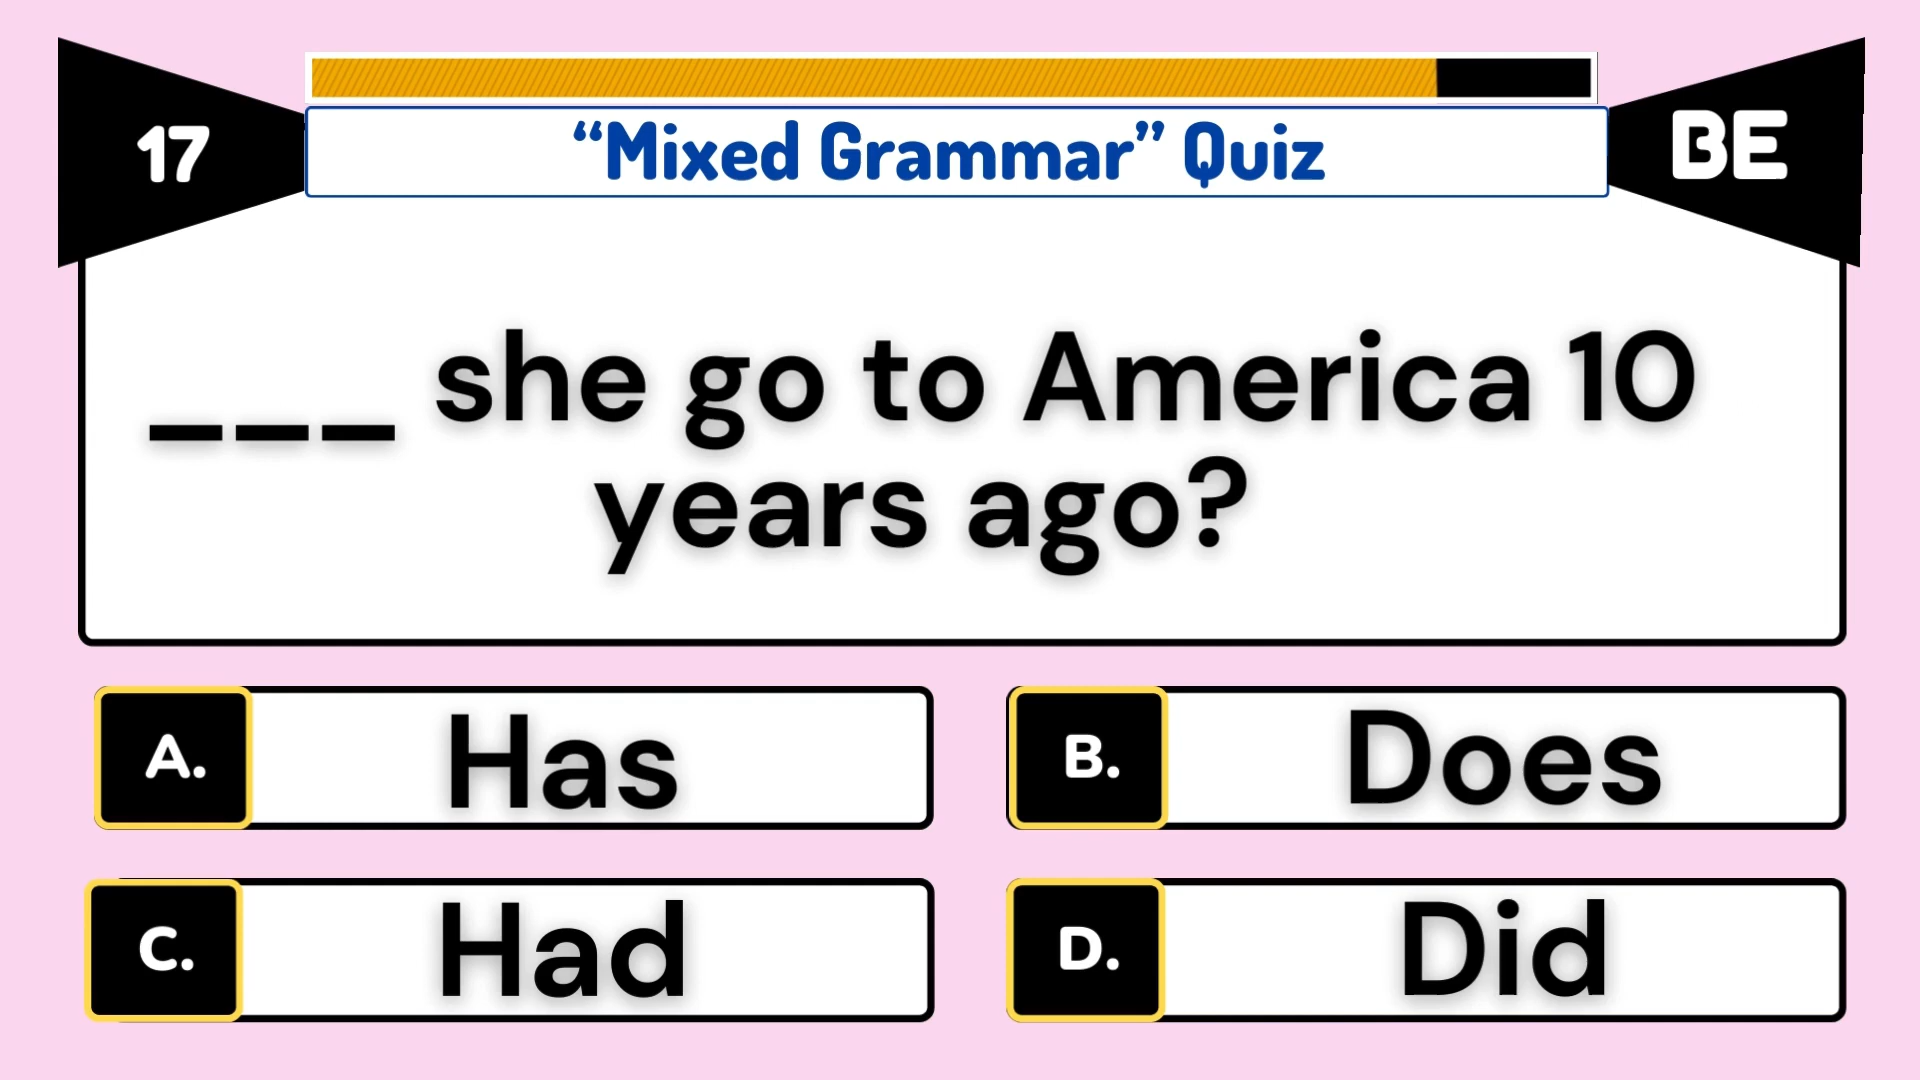 17
“Mixed Grammar” Quiz
BE
___ she go to America 10
years ago?
A. Has
B. Does
C. Had
D. Did